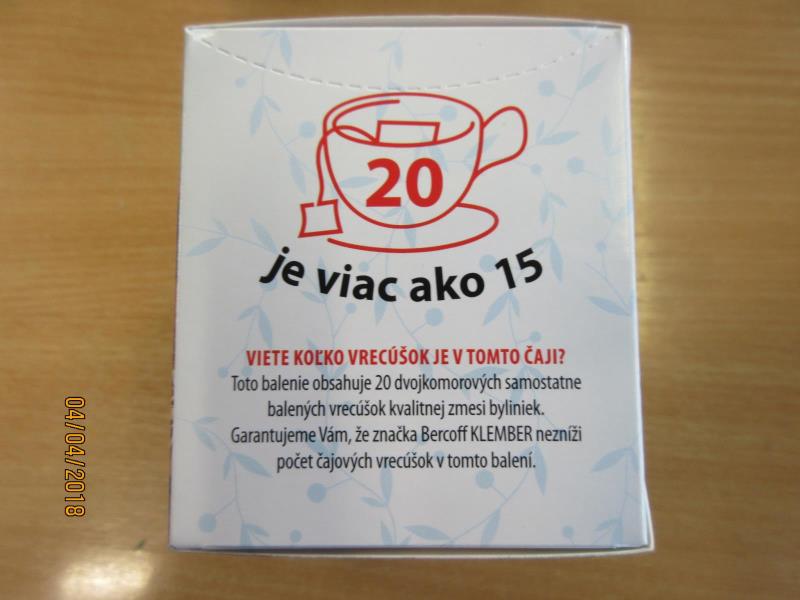 20
je viac ako 15
VIETE KOĽKO VRECÚŠOK JE V TOMTO ČAJI?
Toto balenie obsahuje 20 dvojkomorových samostatne
balených vrecúšok kvalitnej zmesi byliniek.
Garantujeme Vám, že značka Bercoff KLEMBER nezníži
počet čajových vrecúšok v tomto balení.
04/04/2018